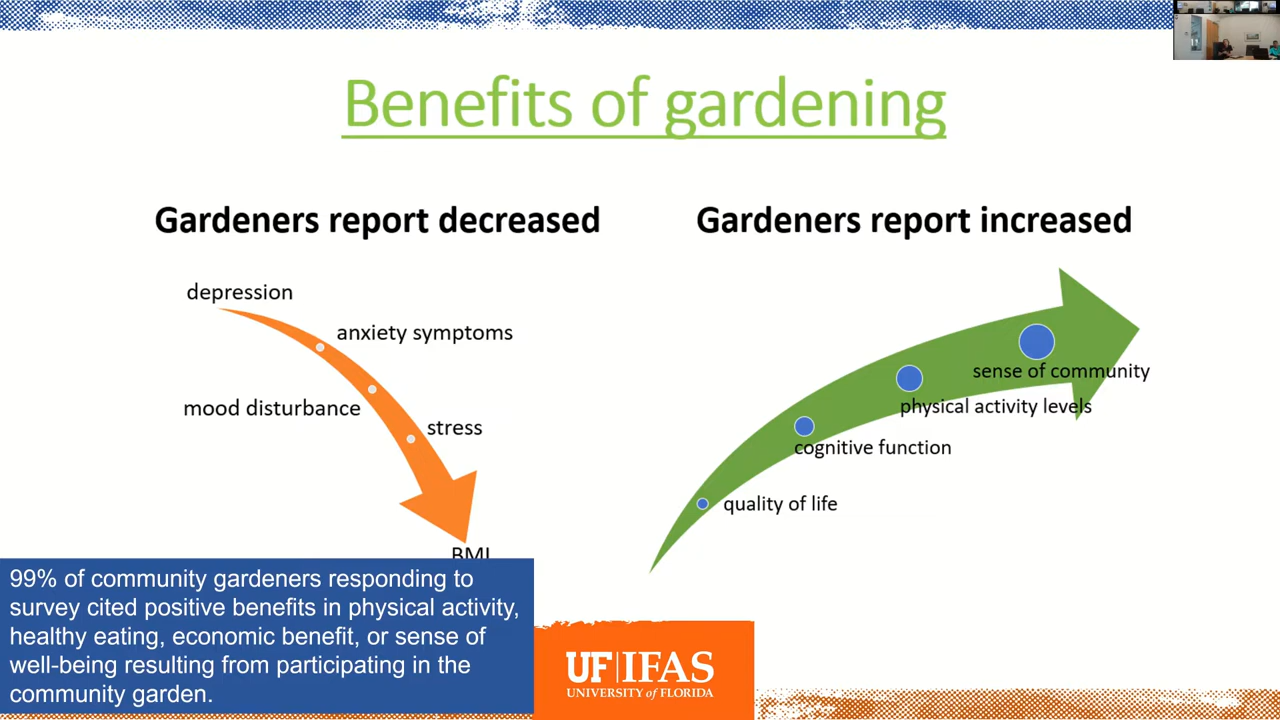 Benefits of gardening
Gardeners report decreased
depression
anxiety symptoms
mood disturbance
stress
BMI
Gardeners report increased
sense of community
physical activity levels
cognitive function
quality of life
99% of community gardeners responding to
survey cited positive benefits in physical activity,
healthy eating, economic benefit, or sense of
well-being resulting from participating in the
community garden.
UF|IFAS
UNIVERSITY of FLORIDA